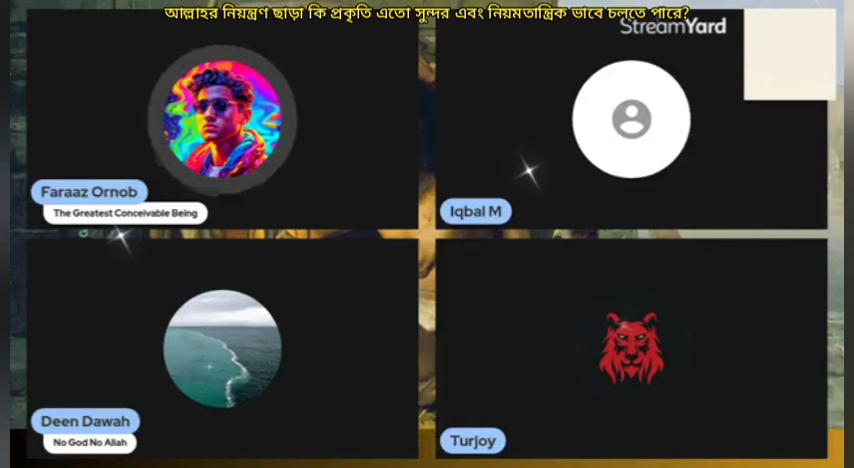 আল্লাহর নিয়ন্ত্রণ ছাড়া কি প্রকৃতি এতো সুন্দর এবং নিয়মতান্ত্রিক ভাবে চলতে পারে?
StreamYard
Faraaz Ornob
The Greatest Conceivable Being
Iqbal M
Deen Dawah
No God No Allah
Turjoy